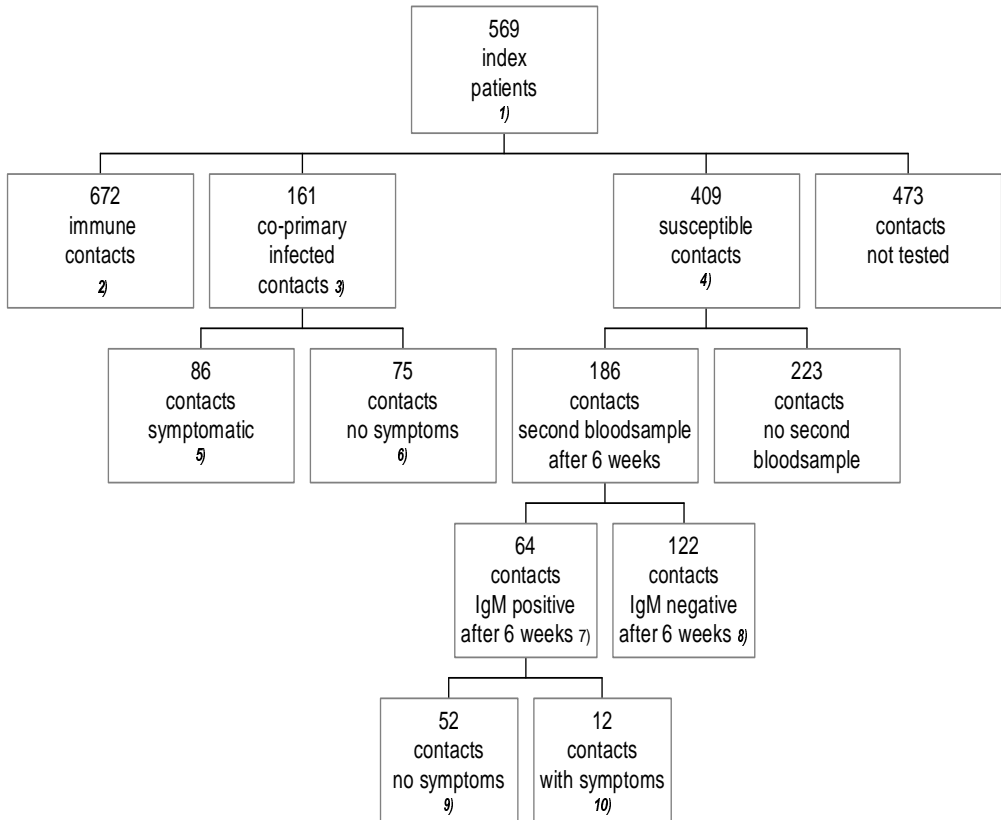 569
index
patients
1)
672
immune
contacts
2)
161
co-primary
infected
contacts 3)
409
susceptible
contacts
4)
473
contacts
not tested
86
contacts
symptomatic
5)
75
contacts
no symptoms
6)
186
contacts
second bloodsample
after 6 weeks
223
contacts
no second
bloodsample
64
contacts
IgM positive
after 6 weeks 7)
122
contacts
IgM negative
after 6 weeks 8)
52
contacts
no symptoms
9)
12
contacts
with symptoms
10)